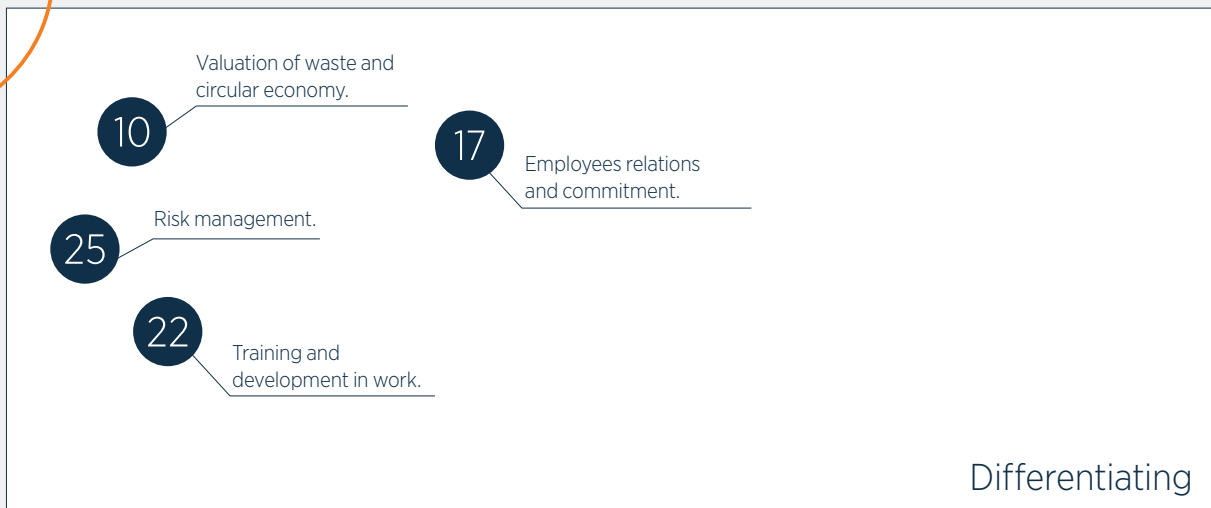 Valuation of waste and
circular economy.
10
17
Employees relations
and commitment.
Risk management.
25
22
Training and
development in work.
Differentiating